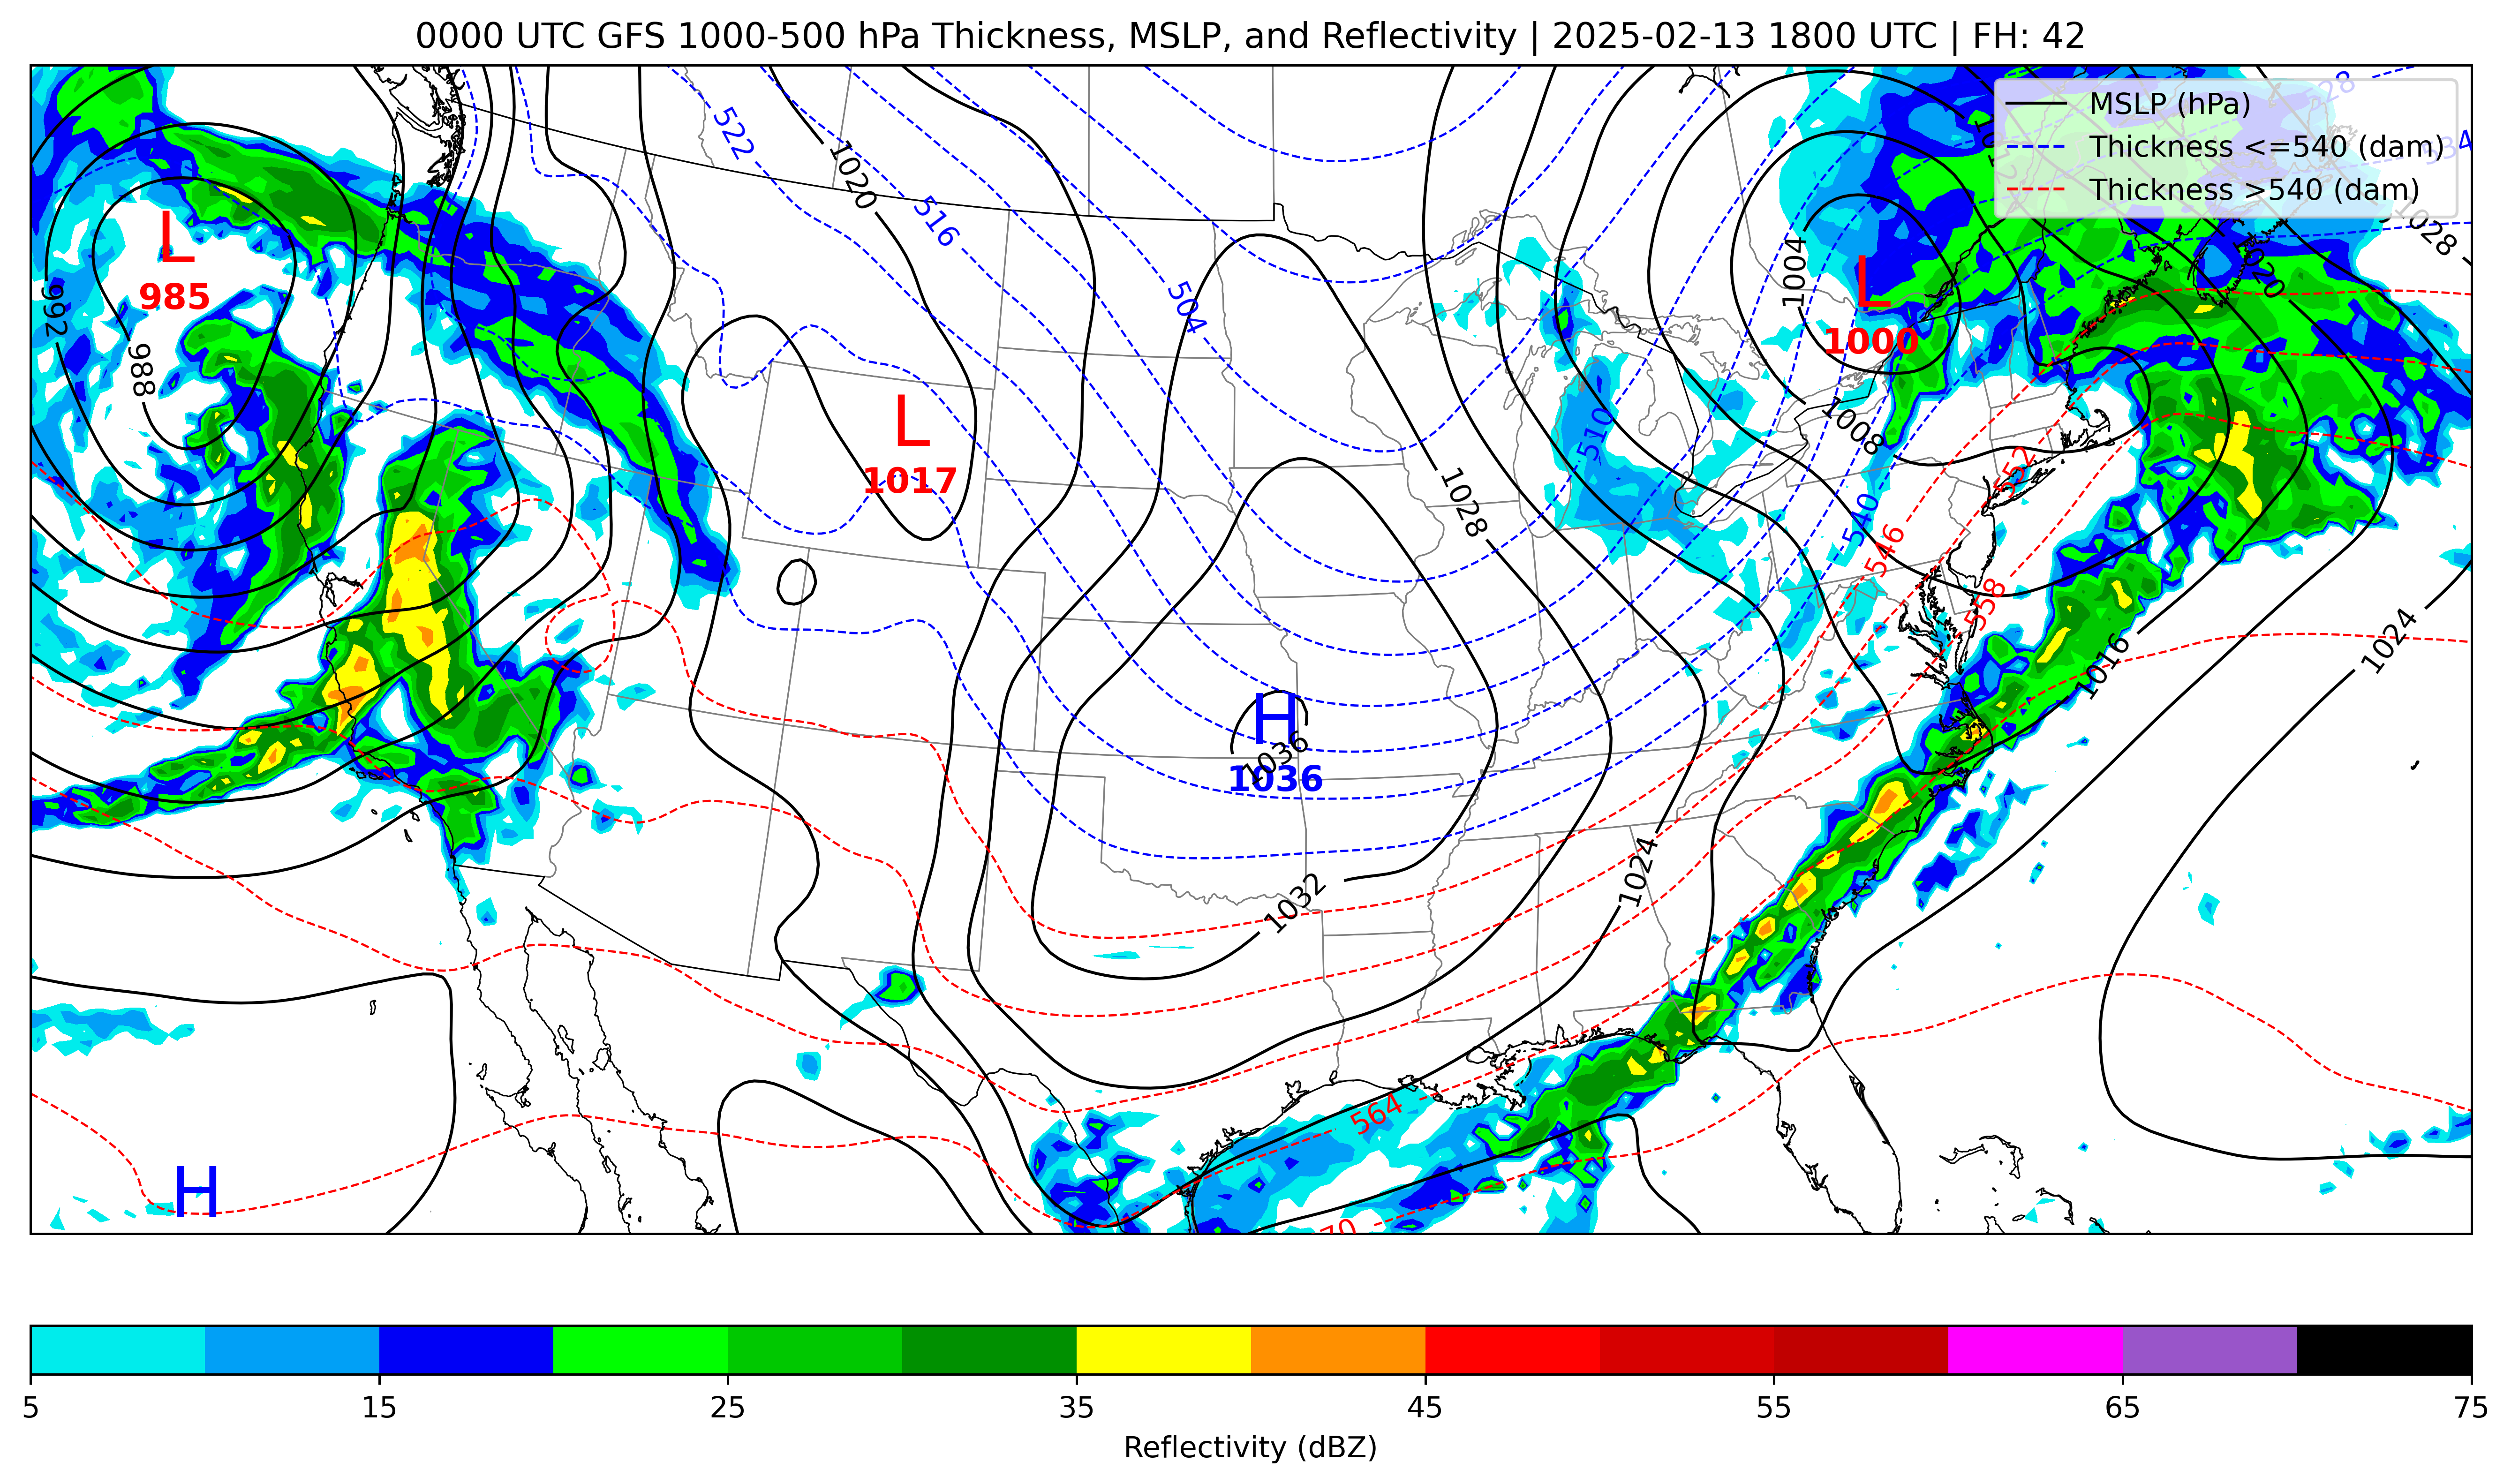 0000 UTC GFS 1000-500 hPa Thickness, MSLP, and Reflectivity | 2025-02-13 1800 UTC | FH: 42
MSLP (hPa)
Thickness <=540 (dam)
Thickness >540 (dam)
522
1020
516
504
1028
1020
L
985
992
988
L
1000
1004
1008
L
1017
510
1028
552
540
546
558
1016
1024
H
1036
1036
1024
1032
564
H
70
5 15 25 35 45 55 65 75
Reflectivity (dBZ)